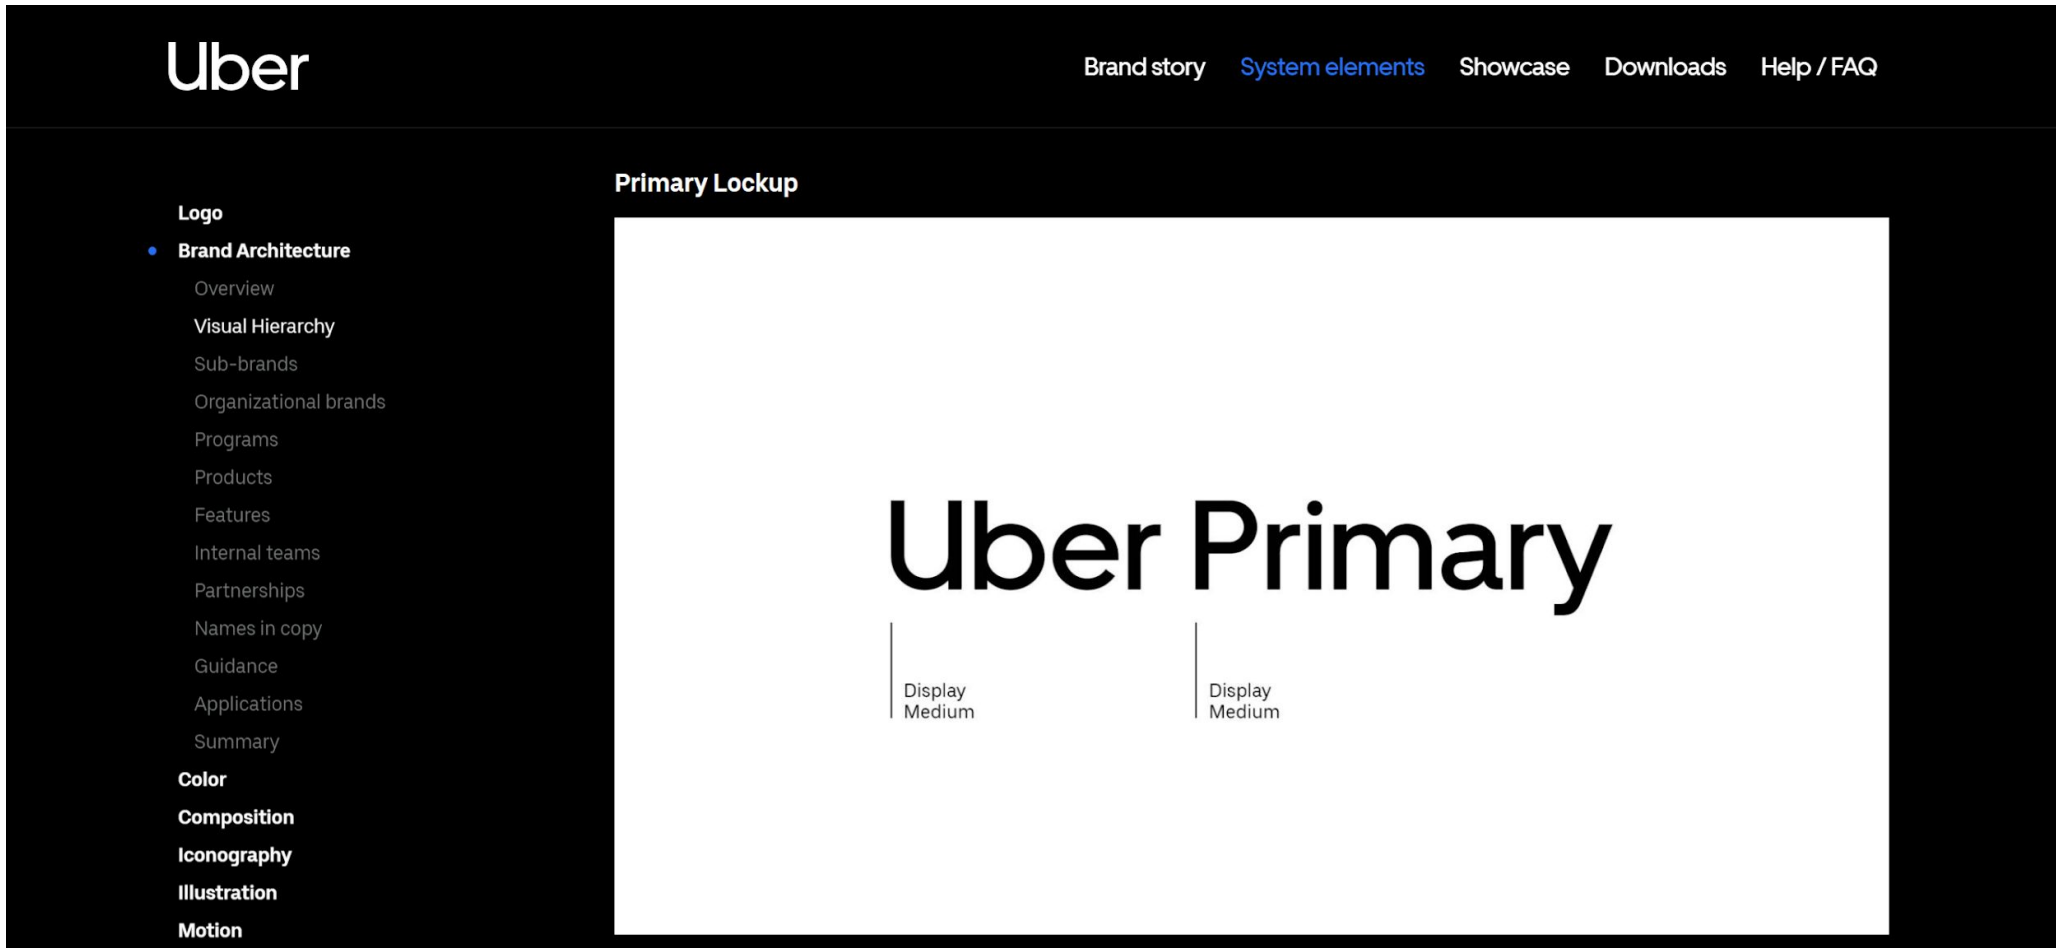 Uber
Brand story System elements Showcase Downloads Help / FAQ
Logo
Brand Architecture
Overview
Visual Hierarchy
Sub-brands
Organizational brands
Programs
Products
Features
Internal teams
Partnerships
Names in copy
Guidance
Applications
Summary
Color
Composition
Iconography
Illustration
Motion
Primary Lockup
Uber Primary
Display
Medium
Display
Medium